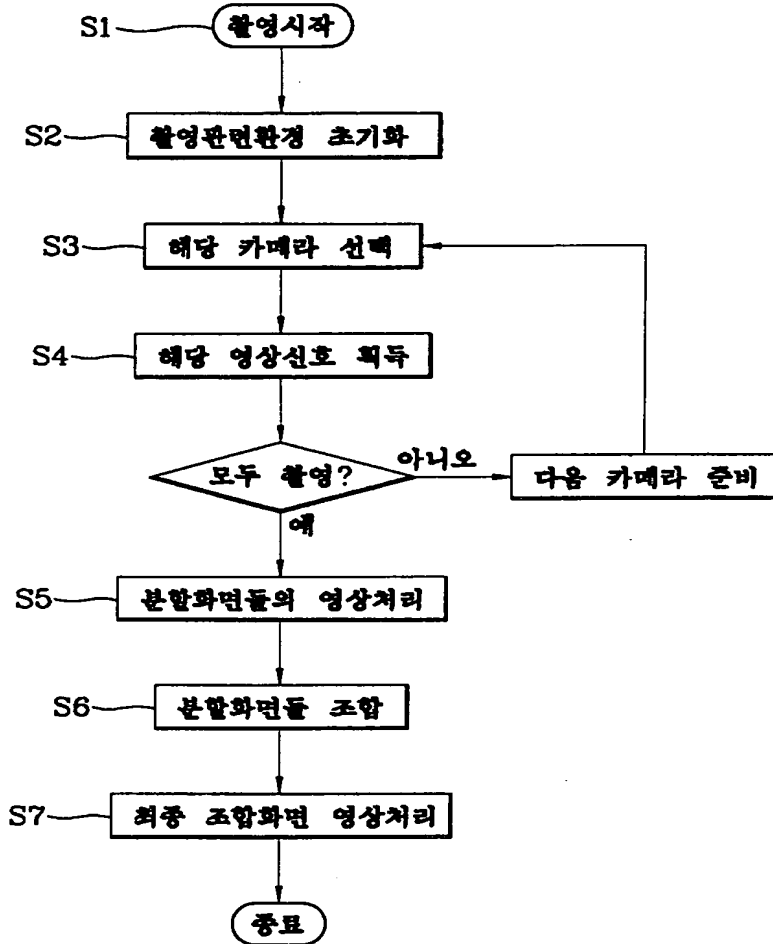 S1 촬영시작
S2 촬영관련환경 초기화
S3 해당 카메라 선택
S4 해당 영상신호 획득
모두 촬영?
아니오
다음 카메라 준비
예
S5 분할화면들의 영상처리
S6 분할화면들 조합
S7 최종 조합화면 영상처리
종료